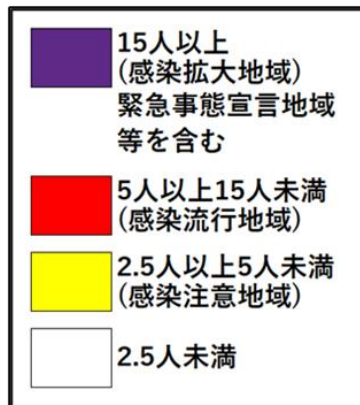 15人以上
(感染拡大地域)
緊急事態宣言地域
等を含む
5人以上15人未満
(感染流行地域)
2.5人以上5人未満
(感染注意地域)
2.5人未満